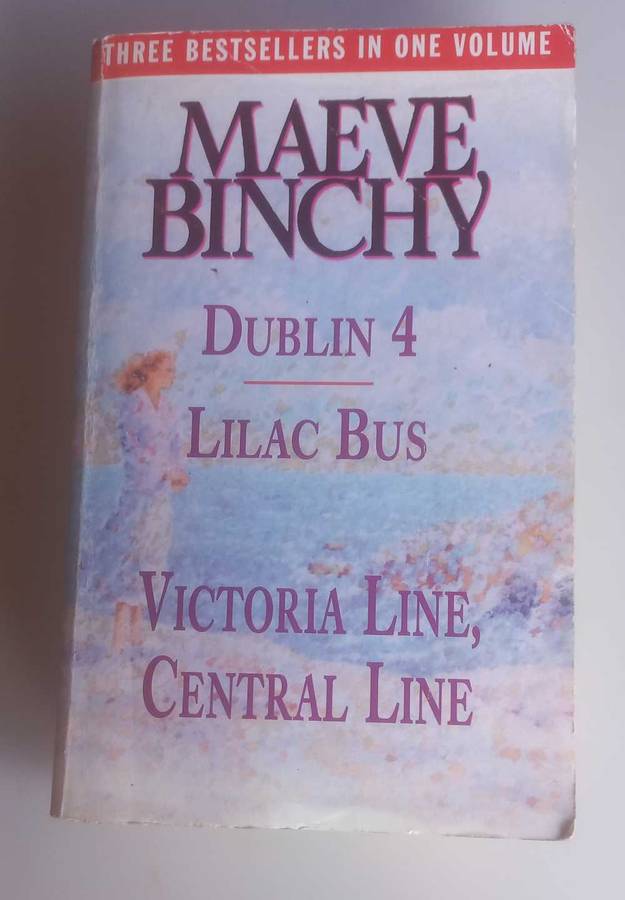 THREE BESTSELLERS IN ONE VOLUME
MAEVE
BINCHY
DUBLIN 4
LILAC BUS
VICTORIA LINE,
CENTRAL LINE